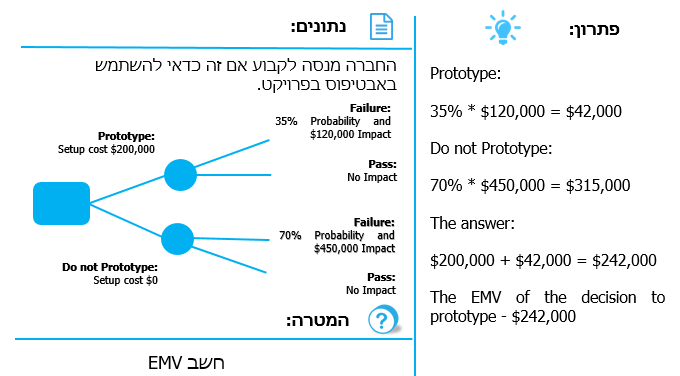 נתונים:
החברה מנסה לקבוע אם זה כדאי להשתמש
באבטיפוס בפרויקט.
Prototype:
Setup cost $200,000
Failure:
35% Probability and
$120,000 Impact
Pass:
No Impact
Do not Prototype:
Setup cost $0
Failure:
70% Probability and
$450,000 Impact
Pass:
No Impact
המטרה:
?
חשב EMV
פתרון:
Prototype:
35% * $120,000 = $42,000
Do not Prototype:
70% * $450,000 = $315,000
The answer:
$200,000 + $42,000 = $242,000
The EMV of the decision to
prototype - $242,000